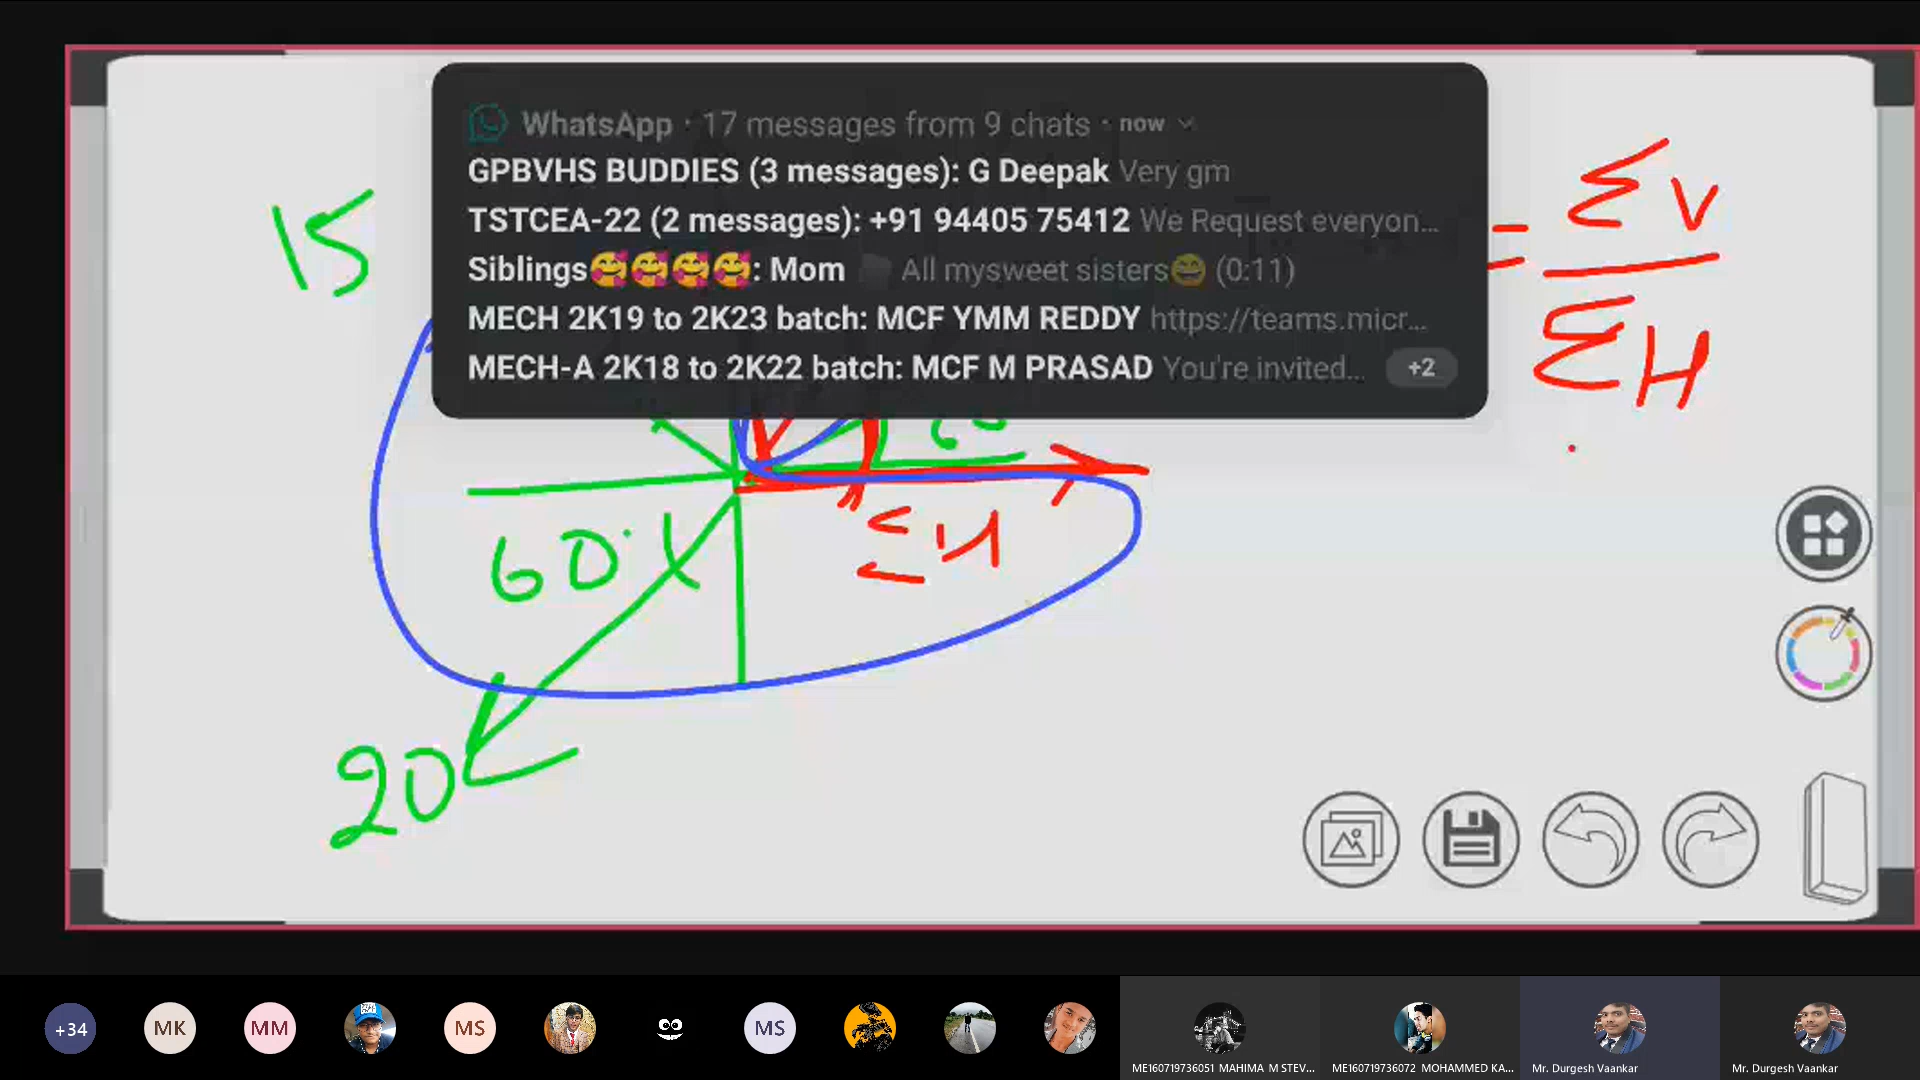 WhatsApp · 17 messages from 9 chats · now
GPBVHS BUDDIES (3 messages): G Deepak Very gm
TSTCEA-22 (2 messages): +91 94405 75412 We Request everyon...
Siblings🥰🥰🥰🥰: Mom All mysweet sisters😄 (0:11)
MECH 2K19 to 2K23 batch: MCF YMM REDDY https://teams.micr...
MECH-A 2K18 to 2K22 batch: MCF M PRASAD You're invited... +2
15
= ΣV
ΣH
60°
ΣH
20
+34 MK MM MS MS
ME160719736051 MAHIMA M STEV...
ME160719736072 MOHAMMED KA...
Mr. Durgesh Vaankar
Mr. Durgesh Vaankar